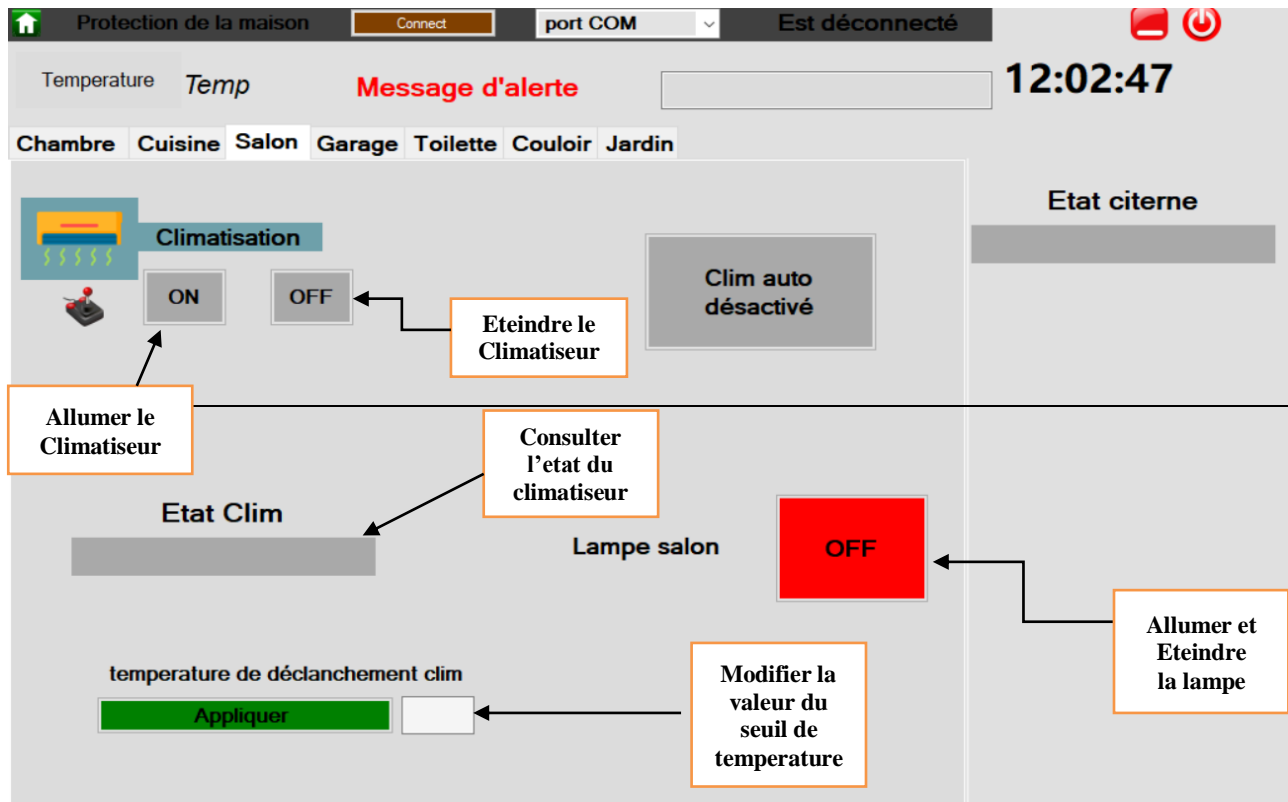 Protection de la maison
Connect
port COM
Est déconnecté
Temperature
Temp
Message d'alerte
12:02:47
Chambre
Cuisine
Salon
Garage
Toilette
Couloir
Jardin
Etat citerne
Climatisation
ON
OFF
Clim auto
désactivé
Eteindre le
Climatiseur
Allumer le
Climatiseur
Consulter
l’etat du
climatiseur
Etat Clim
Lampe salon
OFF
Allumer et
Eteindre
la lampe
temperature de déclanchement clim
Appliquer
Modifier la
valeur du
seuil de
temperature